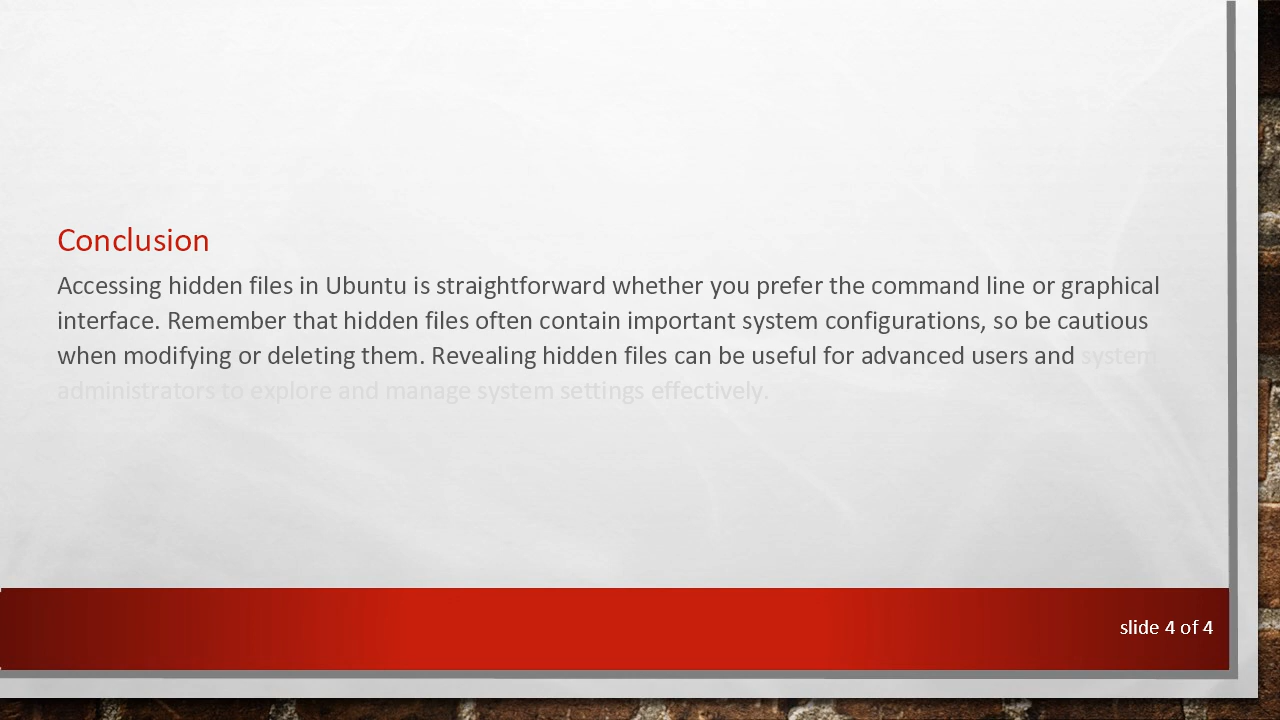 Conclusion
Accessing hidden files in Ubuntu is straightforward whether you prefer the command line or graphical
interface. Remember that hidden files often contain important system configurations, so be cautious
when modifying or deleting them. Revealing hidden files can be useful for advanced users and system
administrators to explore and manage system settings effectively.
slide 4 of 4